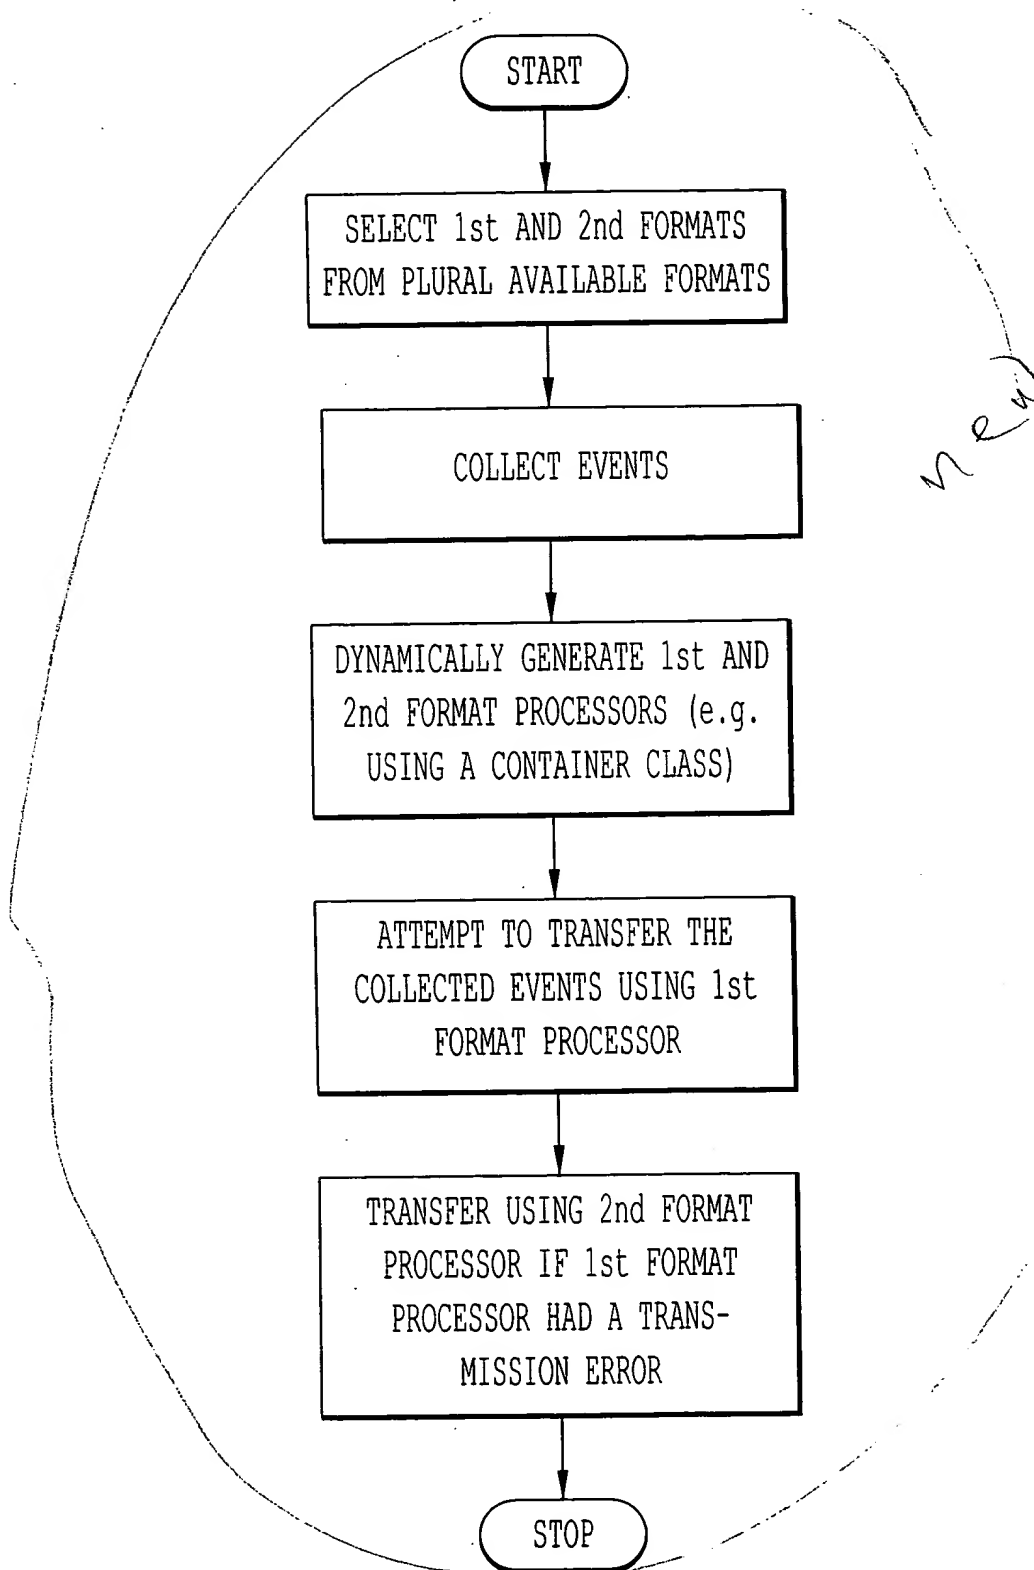 START
SELECT 1st AND 2nd FORMATS
FROM PLURAL AVAILABLE FORMATS
new
COLLECT EVENTS
DYNAMICALLY GENERATE 1st AND
2nd FORMAT PROCESSORS (e.g.
USING A CONTAINER CLASS)
ATTEMPT TO TRANSFER THE
COLLECTED EVENTS USING 1st
FORMAT PROCESSOR
TRANSFER USING 2nd FORMAT
PROCESSOR IF 1st FORMAT
PROCESSOR HAD A TRANS-
MISSION ERROR
STOP